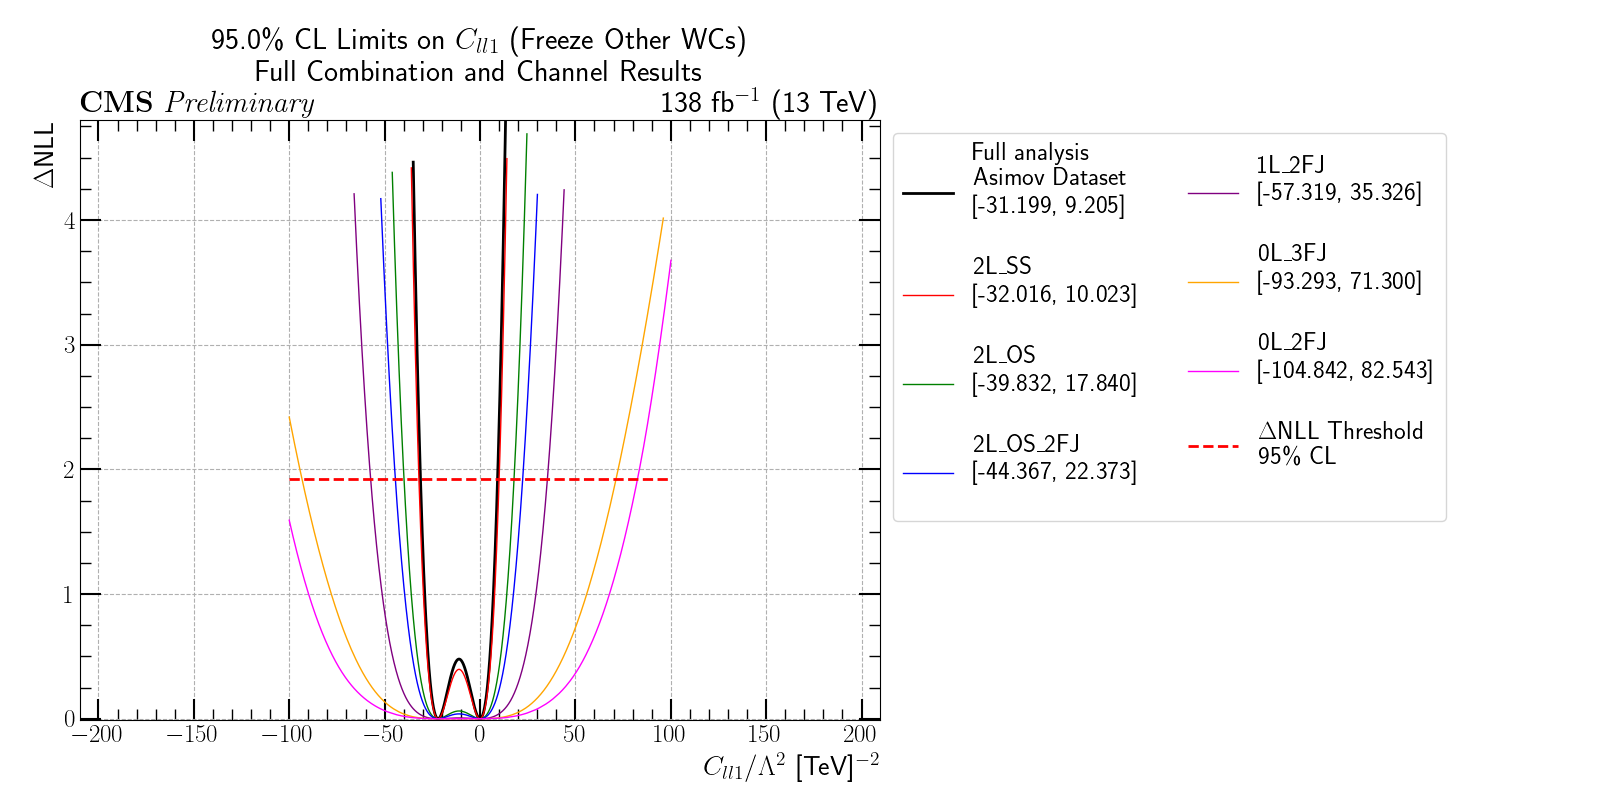 95.0% CL Limits on C_{ll1} (Freeze Other WCs)
Full Combination and Channel Results
CMS Preliminary
138 fb⁻¹ (13 TeV)
ΔNLL
4
3
2
1
0
−200
−150
−100
−50
0
50
100
150
200
C_{ll1}/Λ² [TeV]⁻²
Full analysis
Asimov Dataset
[-31.199, 9.205]
2L_SS
[-32.016, 10.023]
2L_OS
[-39.832, 17.840]
2L_OS_2FJ
[-44.367, 22.373]
1L_2FJ
[-57.319, 35.326]
0L_3FJ
[-93.293, 71.300]
0L_2FJ
[-104.842, 82.543]
ΔNLL Threshold
95% CL